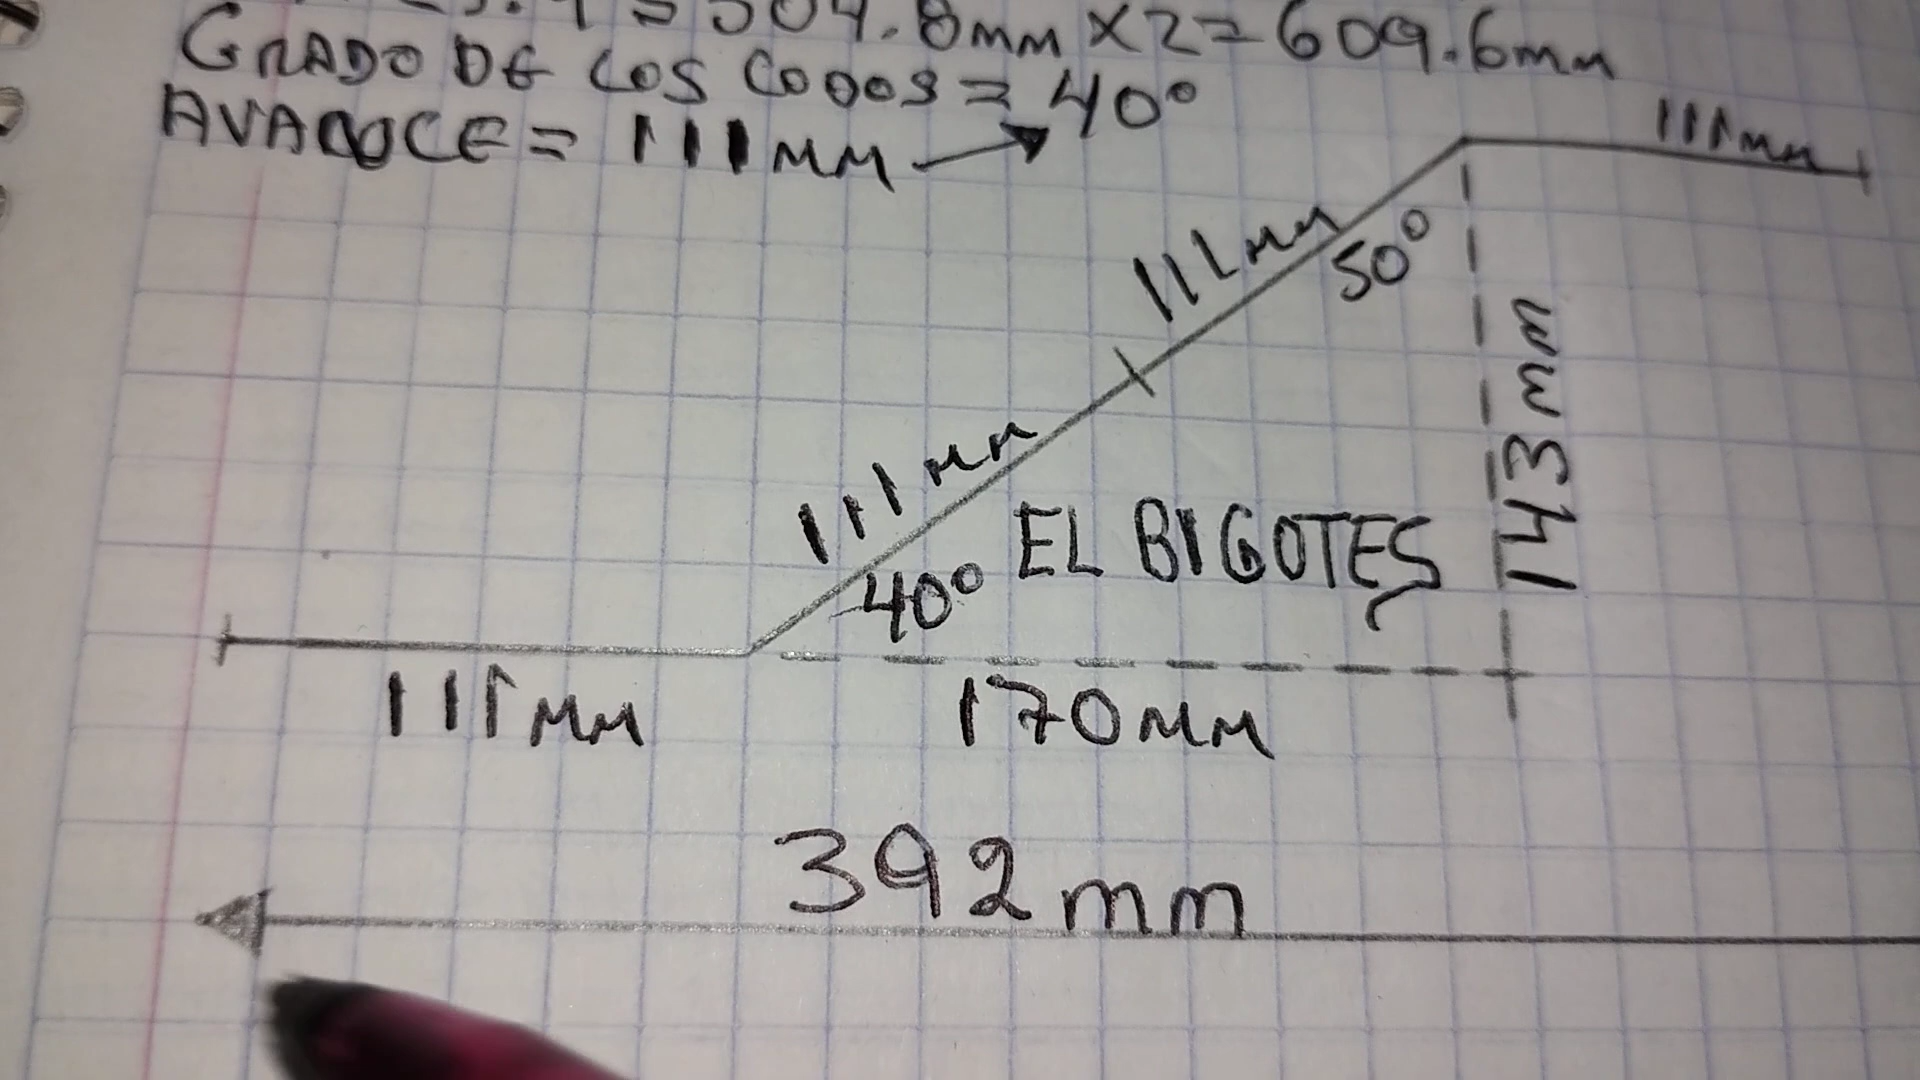 504.8mm x2=609.6mm
GRADO DE LOS CODOS = 40°
AVANCE = 111MM
111mm
111mm
50°
143mm
111mm
40°
EL BIGOTES
111MM
170MM
392mm